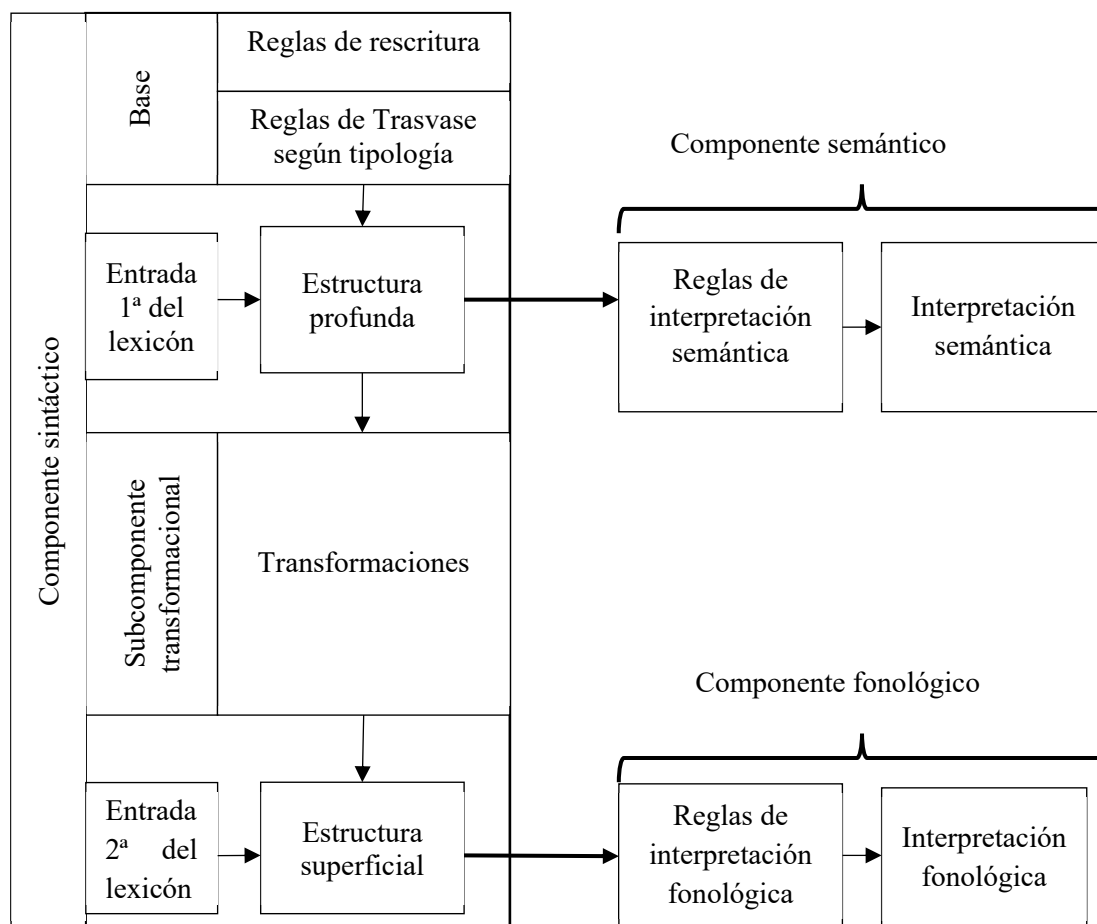 Componente sintáctico
Base
Reglas de rescritura
Reglas de Trasvase
según tipología
Componente semántico
Entrada
1ª del
lexicón
Estructura
profunda
Reglas de
interpretación
semántica
Interpretación
semántica
Subcomponente
transformacional
Transformaciones
Componente fonológico
Entrada
2ª del
lexicón
Estructura
superficial
Reglas de
interpretación
fonológica
Interpretación
fonológica